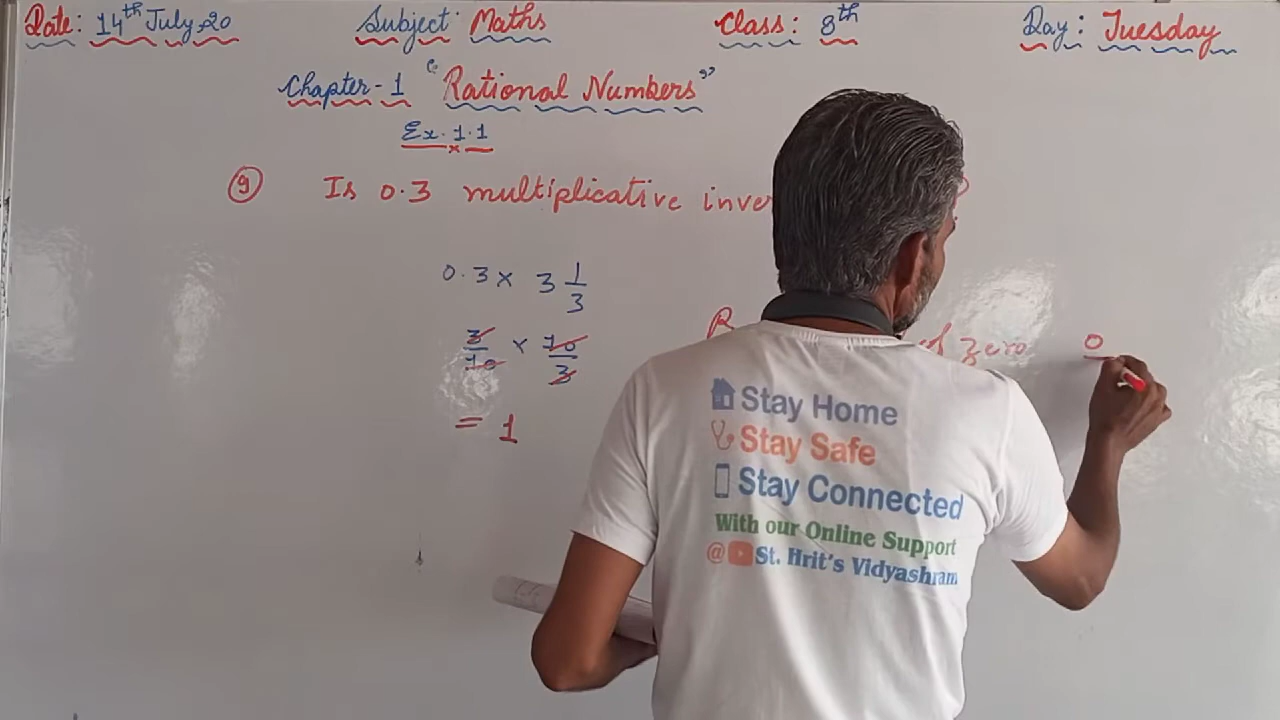 Date: 14th July, 20 Subject: Maths Class: 8th Day: Tuesday
Chapter - 1 "Rational Numbers"
Ex. 1.1
9 Is 0.3 multiplicative
0.3 × 3 1/3
3/10 × 10/3
= 1
of zero 0
Stay Home
Stay Safe
Stay Connected
With our Online Support
@ St. Hrit's Vidyashram